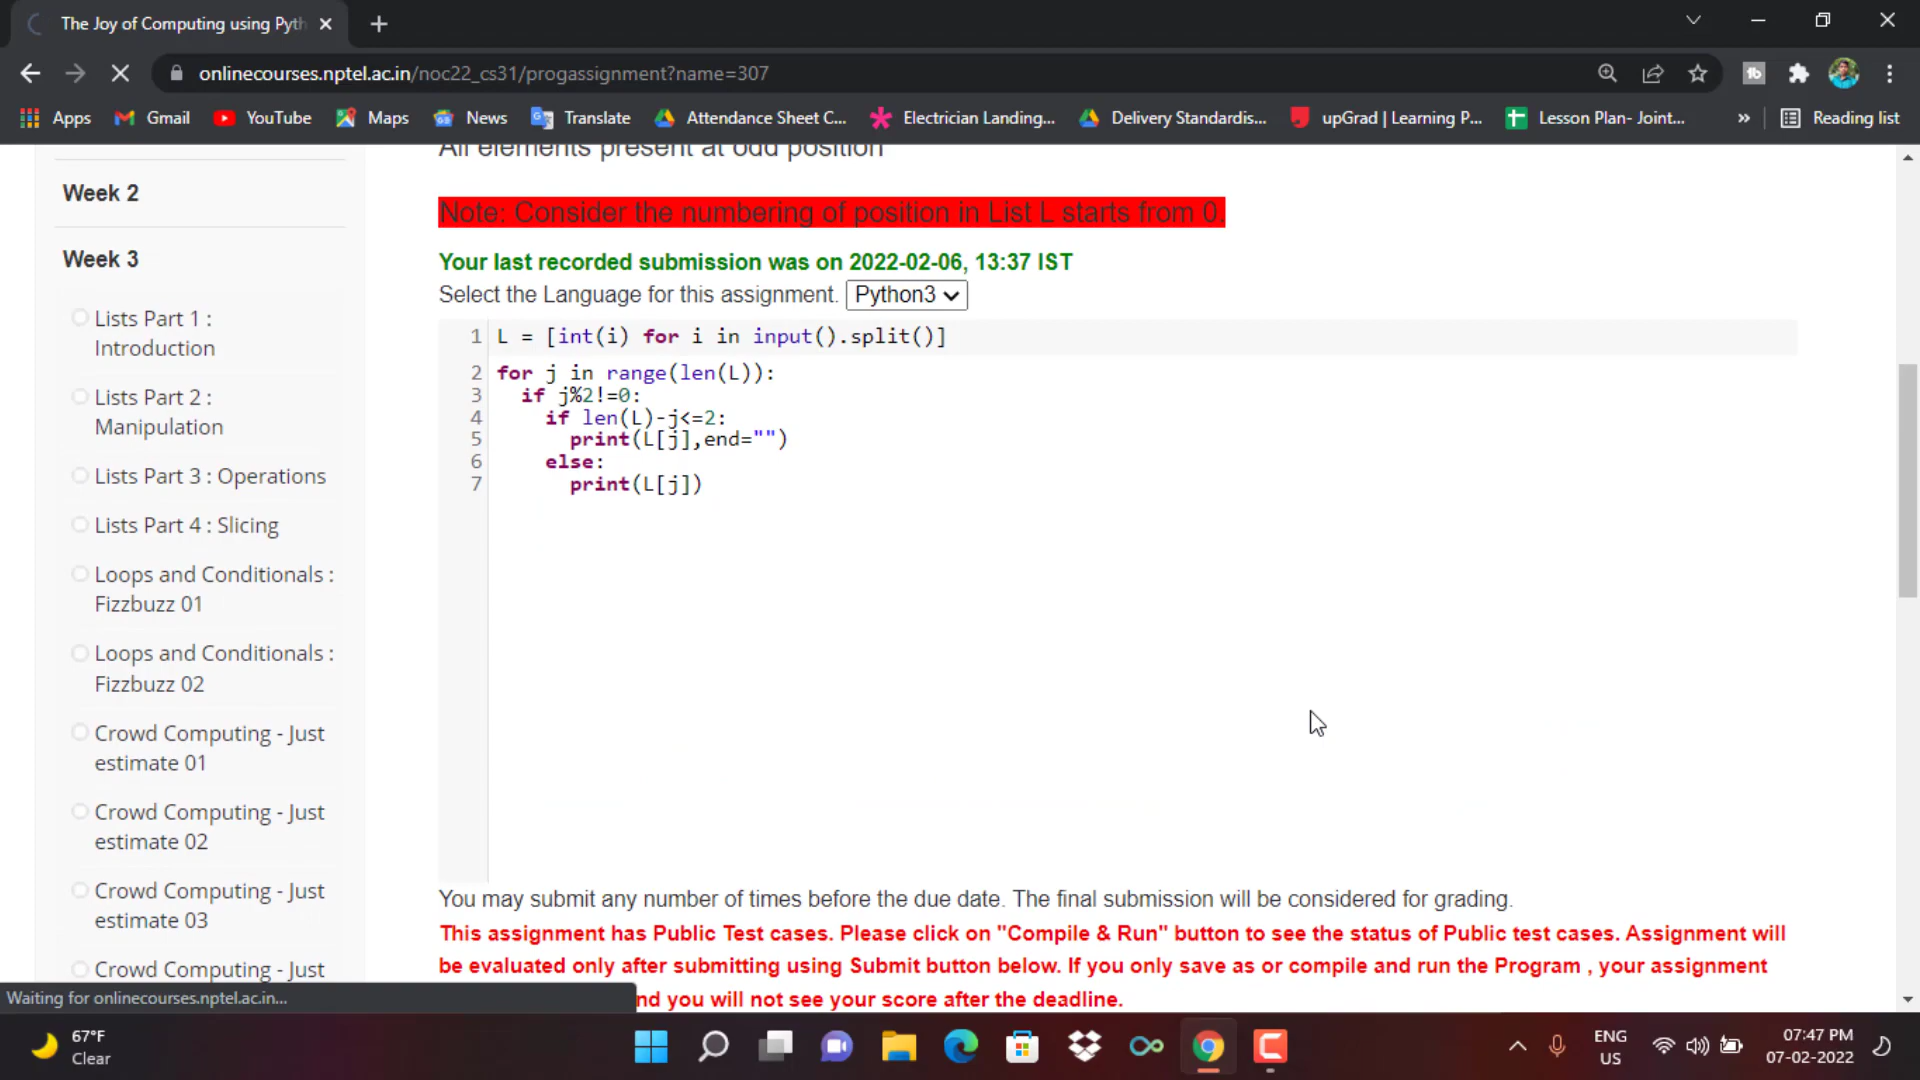 The Joy of Computing using Pyth
onlinecourses.nptel.ac.in/noc22_cs31/progassignment?name=307
Apps
Gmail
YouTube
Maps
News
Translate
Attendance Sheet C...
Electrician Landing...
Delivery Standardis...
upGrad | Learning P...
Lesson Plan- Joint...
»
Reading list
Week 2
Week 3
Lists Part 1 :
Introduction
Lists Part 2 :
Manipulation
Lists Part 3 : Operations
Lists Part 4 : Slicing
Loops and Conditionals :
Fizzbuzz 01
Loops and Conditionals :
Fizzbuzz 02
Crowd Computing - Just
estimate 01
Crowd Computing - Just
estimate 02
Crowd Computing - Just
estimate 03
Crowd Computing - Just
All elements present at odd position
Note: Consider the numbering of position in List L starts from 0.
Your last recorded submission was on 2022-02-06, 13:37 IST
Select the Language for this assignment. Python3
1 L = [int(i) for i in input().split()]
2 for j in range(len(L)):
3   if j%2!=0:
4     if len(L)-j<=2:
5       print(L[j],end="")
6     else:
7       print(L[j])
You may submit any number of times before the due date. The final submission will be considered for grading.
This assignment has Public Test cases. Please click on "Compile & Run" button to see the status of Public test cases. Assignment will
be evaluated only after submitting using Submit button below. If you only save as or compile and run the Program , your assignment
nd you will not see your score after the deadline.
Waiting for onlinecourses.nptel.ac.in...
67°F
Clear
ENG
US
07:47 PM
07-02-2022